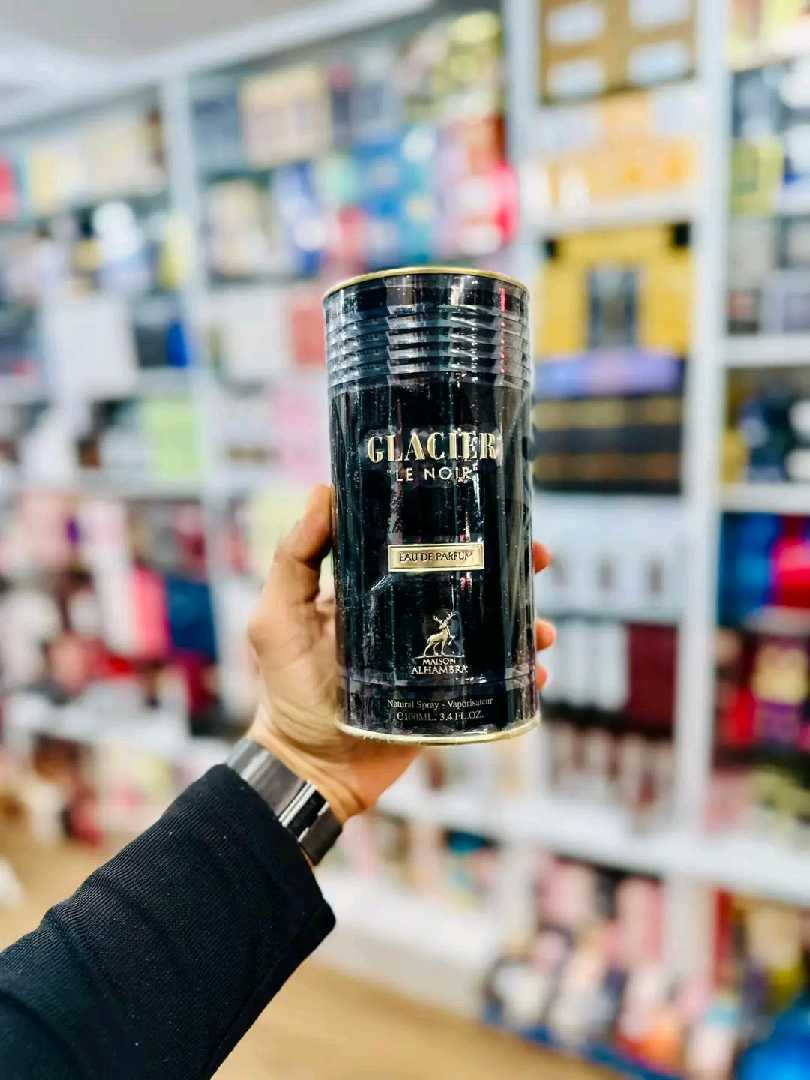 GLACIER
LE NOIR
EAU DE PARFUM
MAISON
ALHAMBRA
Natural Spray - Vaporisateur
℮100ML. 3.4 FL.OZ.